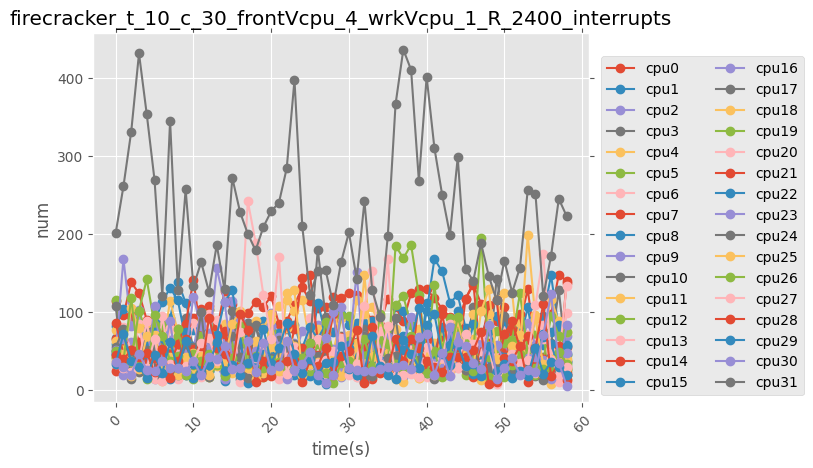 firecracker_t_10_c_30_frontVcpu_4_wrkVcpu_1_R_2400_interrupts
400
300
200
100
0
num
0
10
20
30
40
50
60
time(s)
cpu0
cpu1
cpu2
cpu3
cpu4
cpu5
cpu6
cpu7
cpu8
cpu9
cpu10
cpu11
cpu12
cpu13
cpu14
cpu15
cpu16
cpu17
cpu18
cpu19
cpu20
cpu21
cpu22
cpu23
cpu24
cpu25
cpu26
cpu27
cpu28
cpu29
cpu30
cpu31